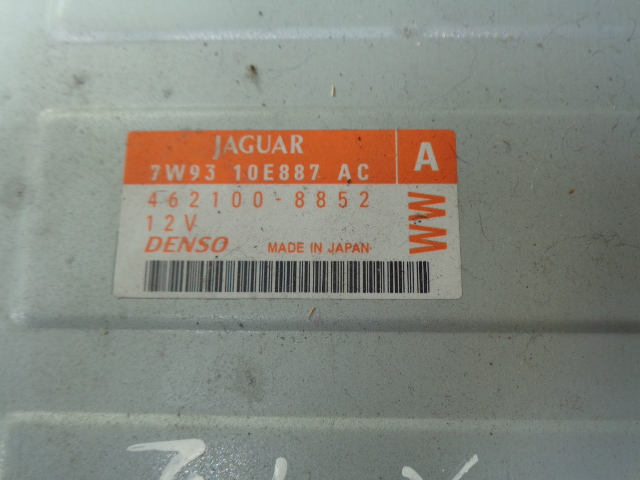 JAGUAR
7W93 10E887 AC
A
462100-8852
12V
WW
DENSO MADE IN JAPAN